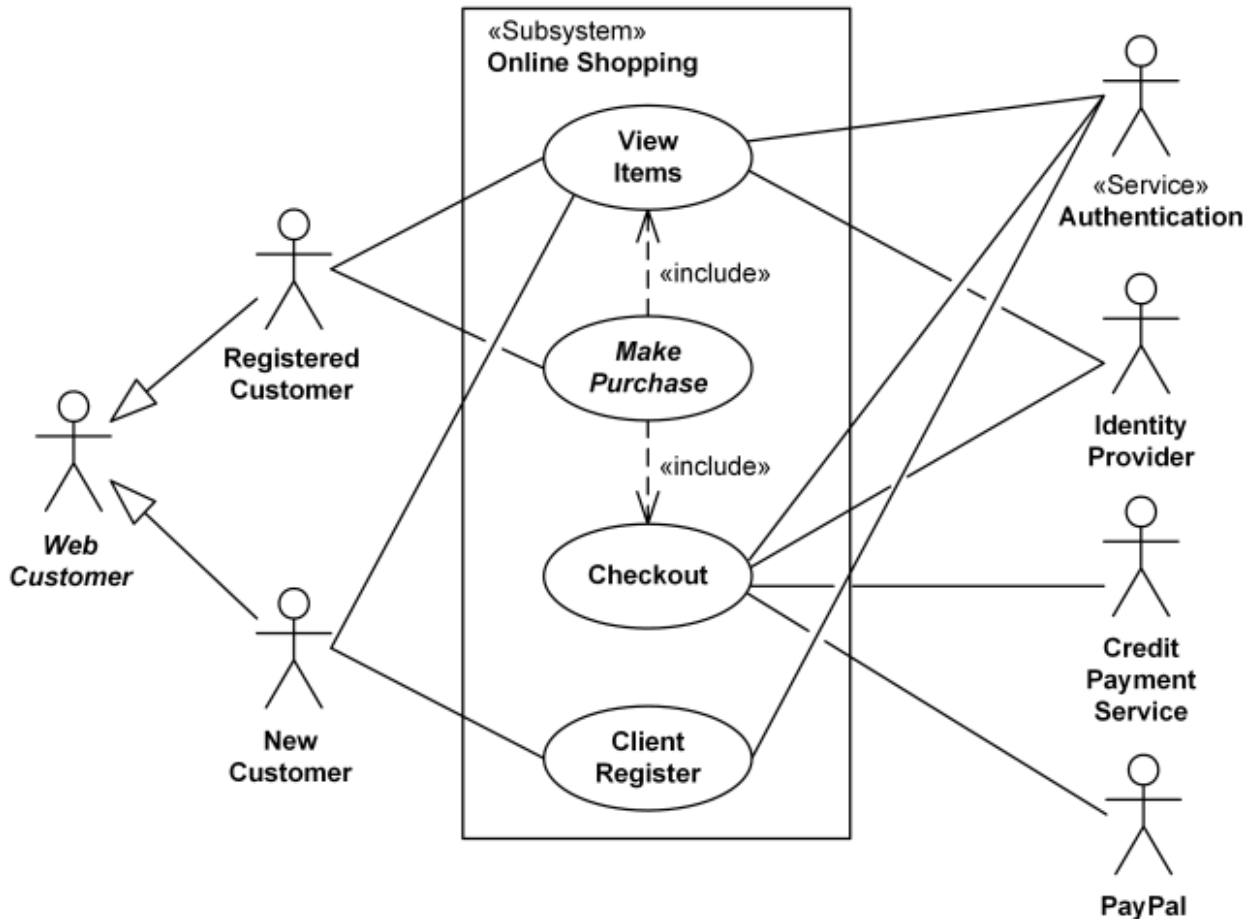 «Subsystem»
Online Shopping
View
Items
«Service»
Authentication
«include»
Registered
Customer
Make
Purchase
Identity
Provider
«include»
Web
Customer
Checkout
Credit
Payment
Service
New
Customer
Client
Register
PayPal